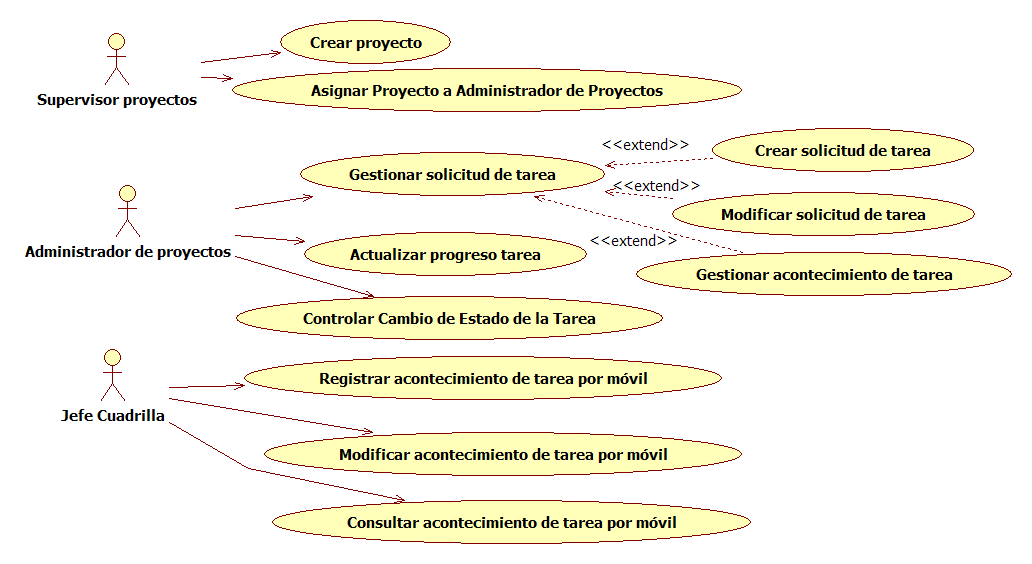 Crear proyecto
Supervisor proyectos
Asignar Proyecto a Administrador de Proyectos
<<extend>>
Crear solicitud de tarea
Gestionar solicitud de tarea
<<extend>>
Modificar solicitud de tarea
Administrador de proyectos
<<extend>>
Actualizar progreso tarea
Gestionar acontecimiento de tarea
Controlar Cambio de Estado de la Tarea
Registrar acontecimiento de tarea por móvil
Jefe Cuadrilla
Modificar acontecimiento de tarea por móvil
Consultar acontecimiento de tarea por móvil